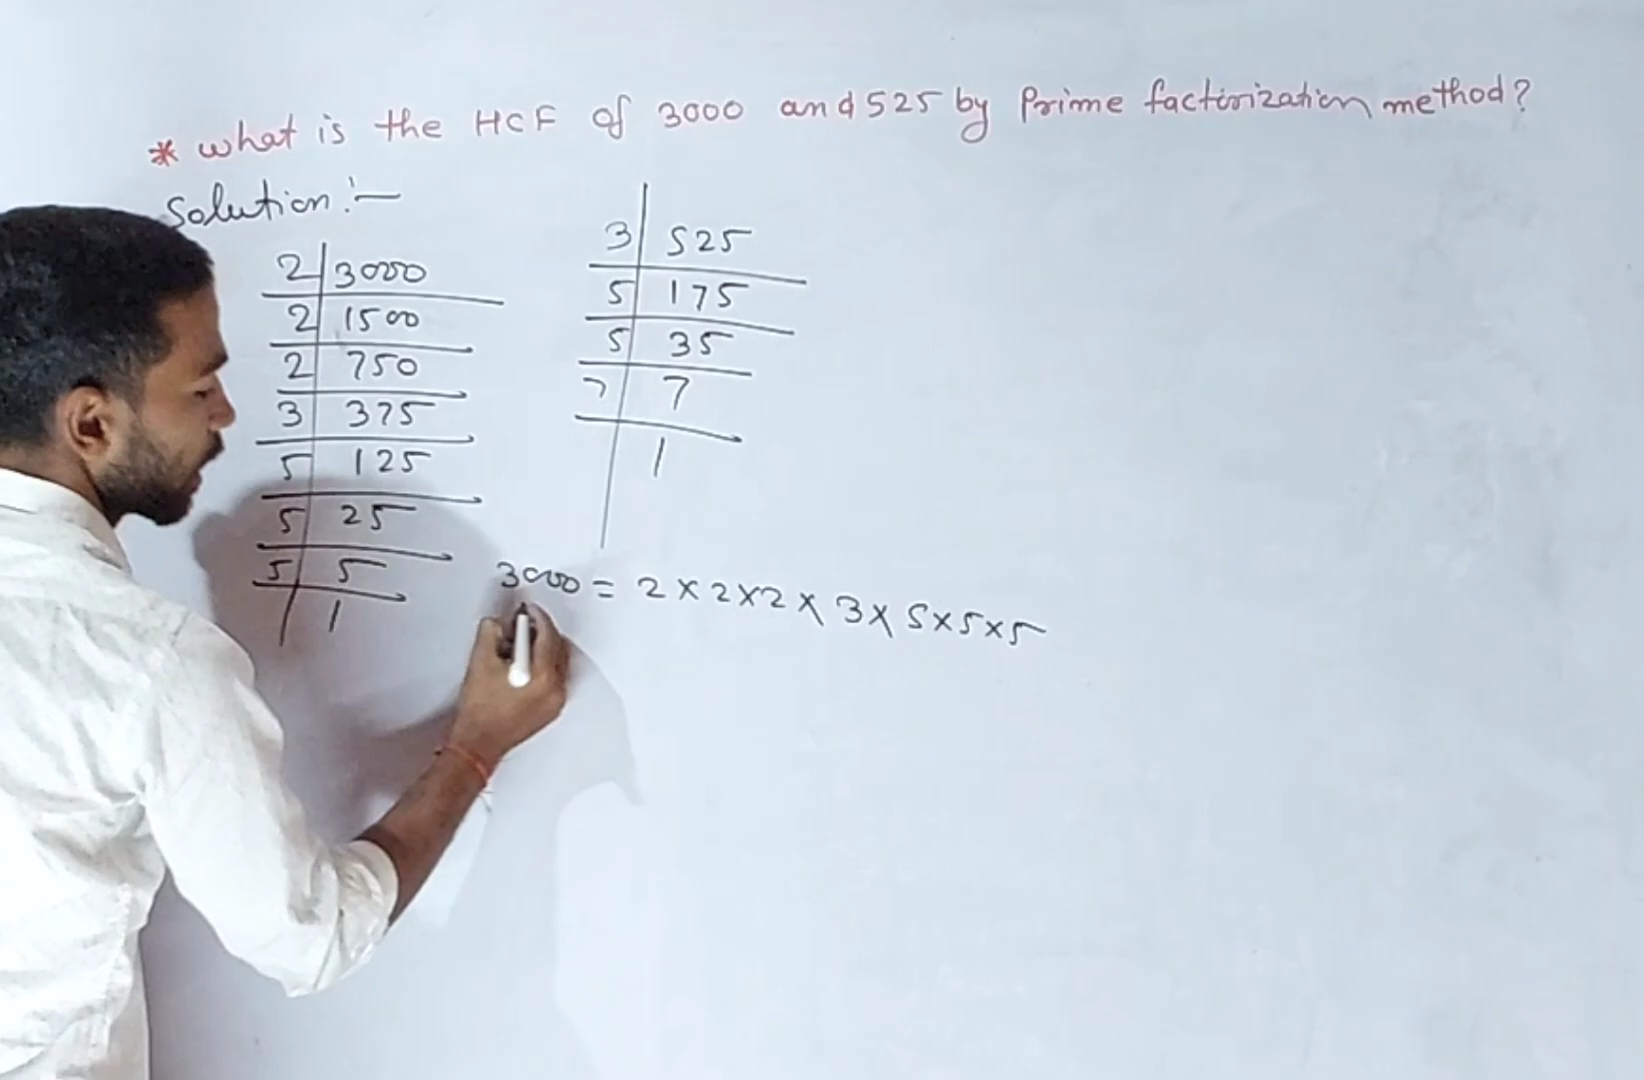 * what is the HCF of 3000 and 525 by Prime factorization method?
Solution :-
2 | 3000
2 | 1500
2 | 750
3 | 375
5 | 125
5 | 25
5 | 5
1
3 | 525
5 | 175
5 | 35
7 | 7
1
3000 = 2 × 2 × 2 × 3 × 5 × 5 × 5